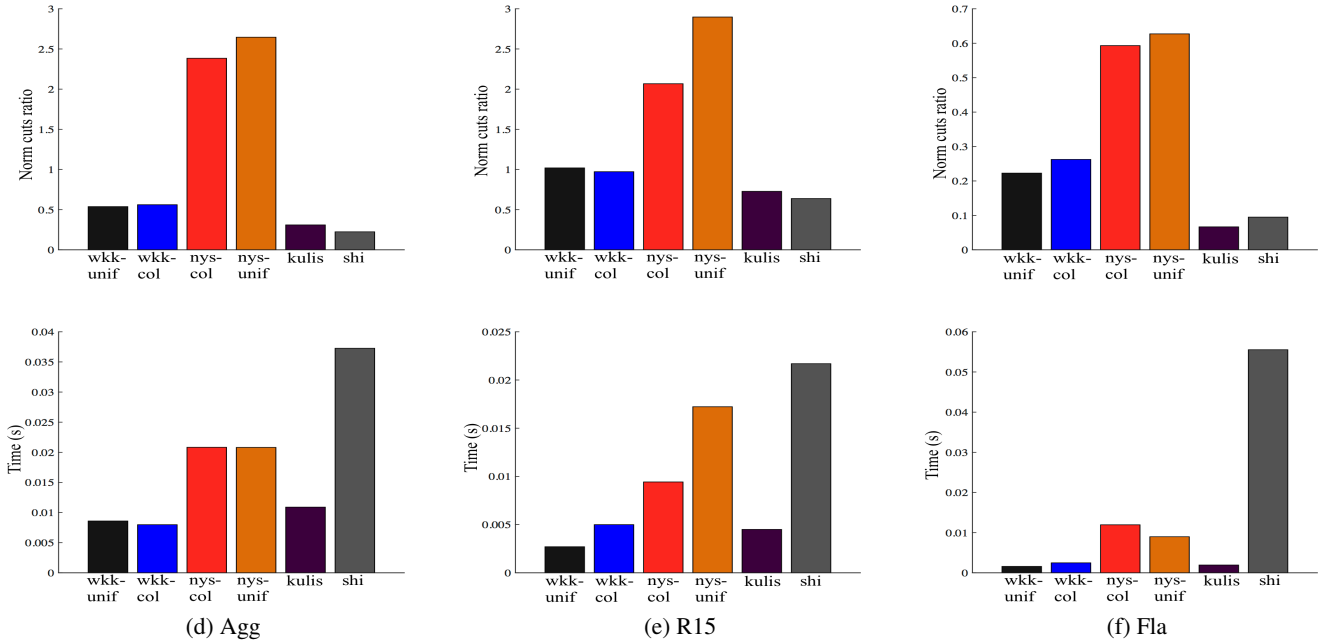 3
2.5
2
1.5
1
0.5
0
Norm cuts ratio
wkk-unif
wkk-col
nys-col
nys-unif
kulis
shi
3
2.5
2
1.5
1
0.5
0
Norm cuts ratio
wkk-unif
wkk-col
nys-col
nys-unif
kulis
shi
0.7
0.6
0.5
0.4
0.3
0.2
0.1
0
Norm cuts ratio
wkk-unif
wkk-col
nys-col
nys-unif
kulis
shi
0.04
0.035
0.03
0.025
0.02
0.015
0.01
0.005
0
Time (s)
wkk-unif
wkk-col
nys-col
nys-unif
kulis
shi
(d) Agg
0.025
0.02
0.015
0.01
0.005
0
Time (s)
wkk-unif
wkk-col
nys-col
nys-unif
kulis
shi
(e) R15
0.06
0.05
0.04
0.03
0.02
0.01
0
Time (s)
wkk-unif
wkk-col
nys-col
nys-unif
kulis
shi
(f) Fla